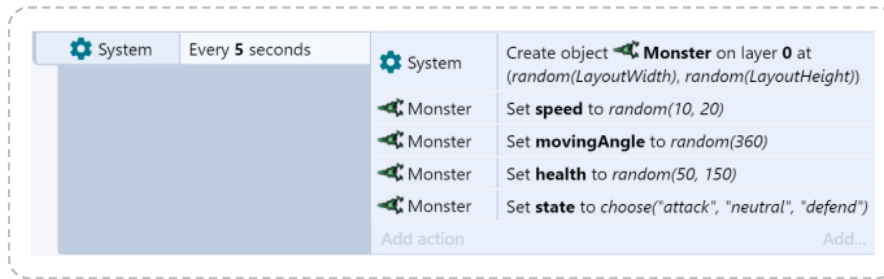 System Every 5 seconds
System Create object Monster on layer 0 at
(random(LayoutWidth), random(LayoutHeight))
Monster Set speed to random(10, 20)
Monster Set movingAngle to random(360)
Monster Set health to random(50, 150)
Monster Set state to choose("attack", "neutral", "defend")
Add action Add...